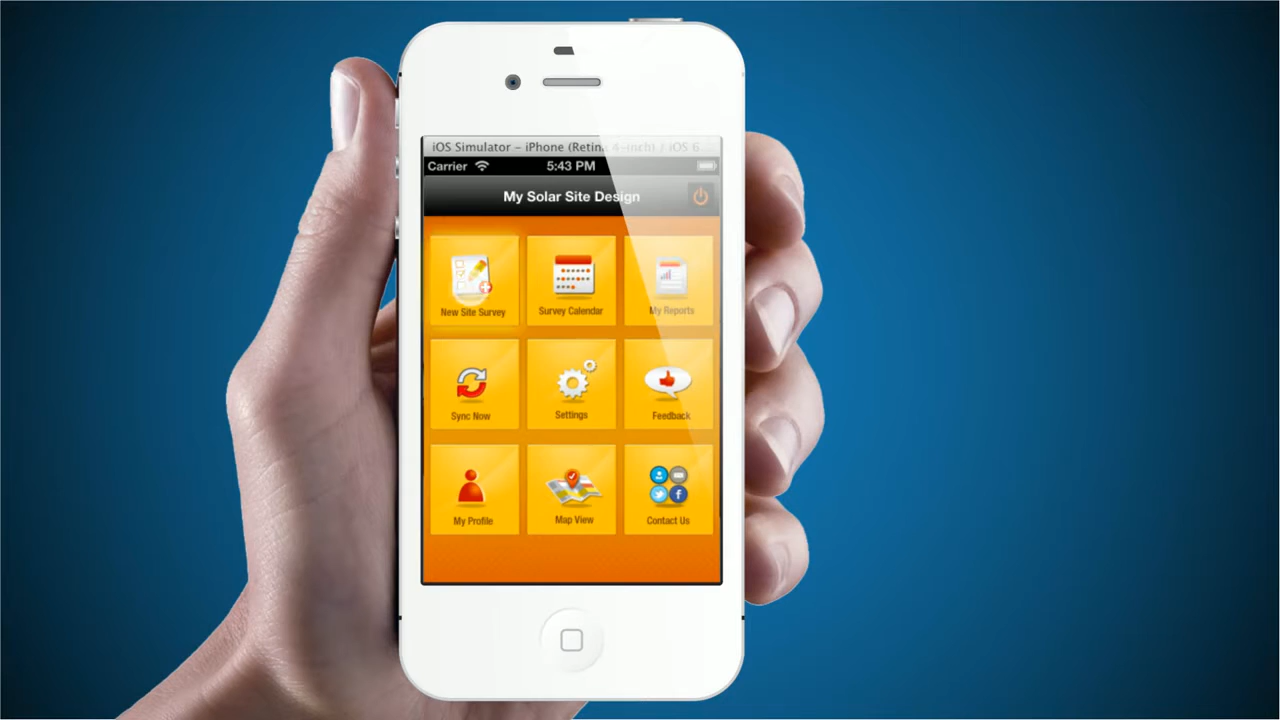 iOS Simulator – iPhone (Retina 4-inch) / iOS 6
Carrier 5:43 PM
My Solar Site Design
New Site Survey Survey Calendar My Reports
Sync Now Settings Feedback
My Profile Map View Contact Us